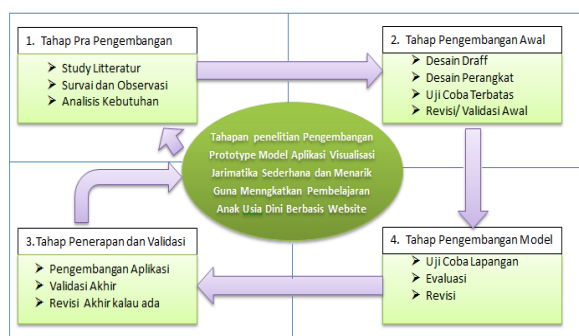 1. Tahap Pra Pengembangan
Study Litteratur
Survai dan Observasi
Analisis Kebutuhan
2. Tahap Pengembangan Awal
Desain Draff
Desain Perangkat
Uji Coba Terbatas
Revisi/ Validasi Awal
Tahapan penelitian Pengembangan
Prototype Model Aplikasi Visualisasi
Jarimatika Sederhana dan Menarik
Guna Menngkatkan Pembelajaran
Anak Usia Dini Berbasis Website
3.Tahap Penerapan dan Validasi
Pengembangan Aplikasi
Validasi Akhir
Revisi Akhir kalau ada
4. Tahap Pengembangan Model
Uji Coba Lapangan
Evaluasi
Revisi